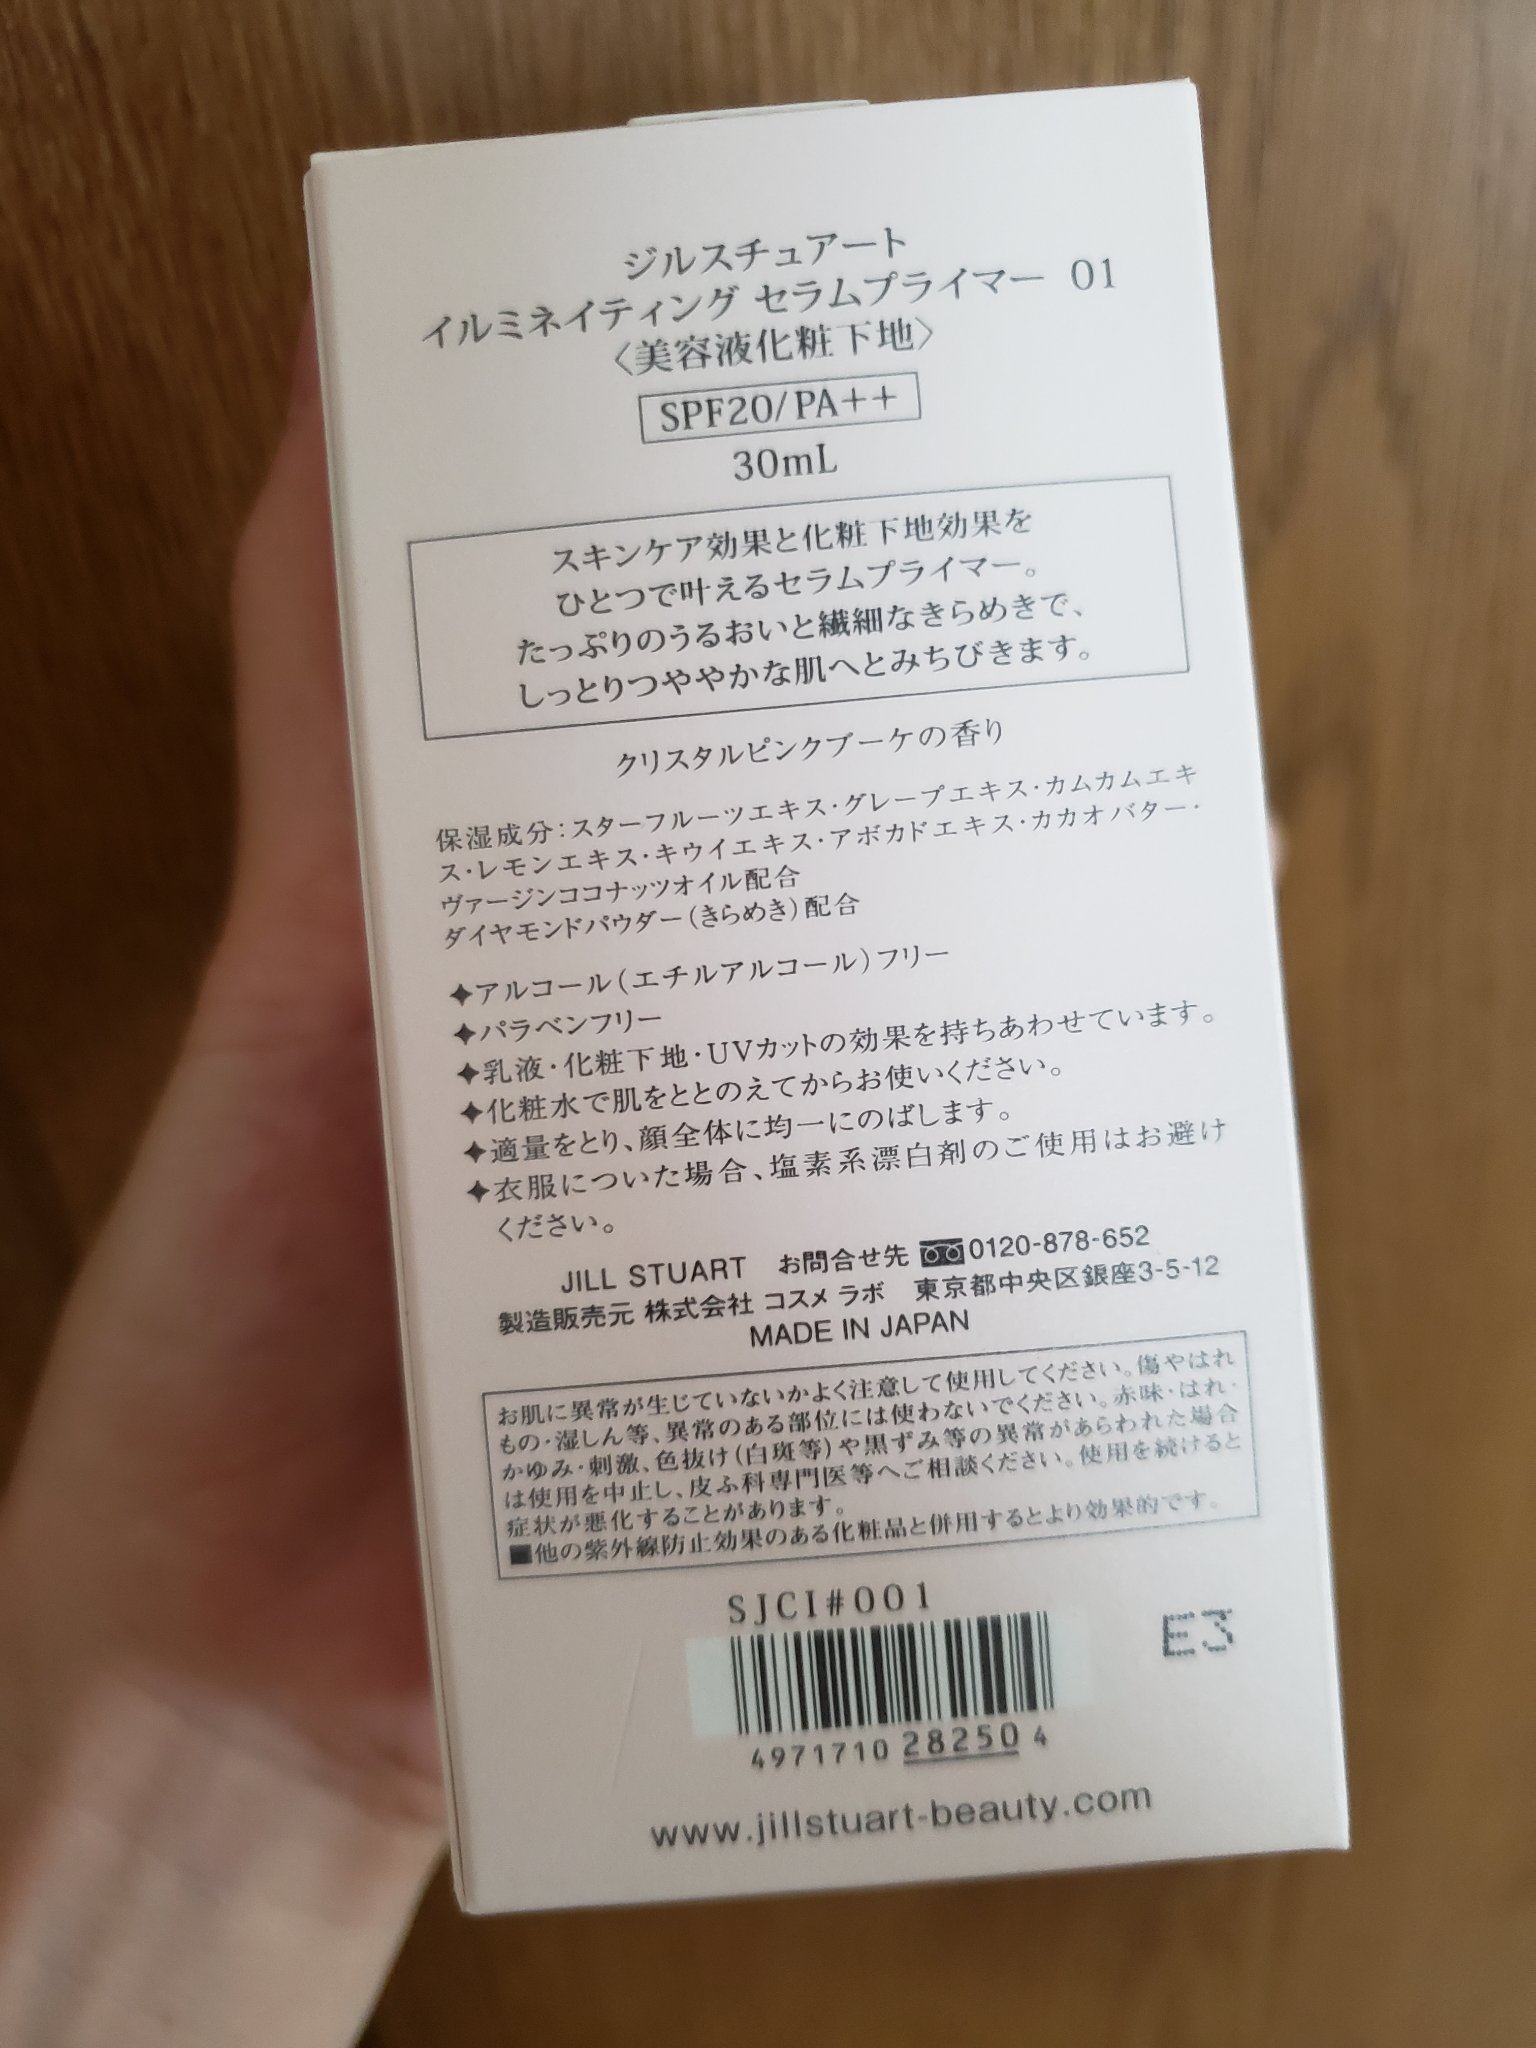 ジルスチュアート
イルミネイティング セラムプライマー 01
〈美容液化粧下地〉
SPF20/PA++
30mL
スキンケア効果と化粧下地効果を
ひとつで叶えるセラムプライマー。
たっぷりのうるおいと繊細なきらめきで、
しっとりつややかな肌へとみちびきます。
クリスタルピンクブーケの香り
保湿成分:スターフルーツエキス・グレープエキス・カムカムエキ
ス・レモンエキス・キウイエキス・アボカドエキス・カカオバター・
ヴァージンココナッツオイル配合
ダイヤモンドパウダー(きらめき)配合
✦アルコール(エチルアルコール)フリー
✦パラベンフリー
✦乳液・化粧下地・UVカットの効果を持ちあわせています。
✦化粧水で肌をととのえてからお使いください。
✦適量をとり、顔全体に均一にのばします。
✦衣服についた場合、塩素系漂白剤のご使用はお避け
ください。
JILL STUART お問合せ先 0120-878-652
製造販売元 株式会社 コスメ ラボ 東京都中央区銀座3-5-12
MADE IN JAPAN
お肌に異常が生じていないかよく注意して使用してください。傷やはれ
もの・湿しん等、異常のある部位には使わないでください。赤味・はれ・
かゆみ・刺激、色抜け(白斑等)や黒ずみ等の異常があらわれた場合
は使用を中止し、皮ふ科専門医等へご相談ください。使用を続けると
症状が悪化することがあります。
■他の紫外線防止効果のある化粧品と併用するとより効果的です。
SJCI#001
E3
4971710 28250 4
www.jillstuart-beauty.com